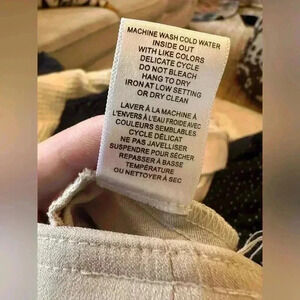 MACHINE WASH COLD WATER
INSIDE OUT
WITH LIKE COLORS
DELICATE CYCLE
DO NOT BLEACH
HANG TO DRY
IRON AT LOW SETTING
OR DRY CLEAN
LAVER À LA MACHINE À
L'ENVERS À L'EAU FROIDE AVEC
COULEURS SEMBLABLES
CYCLE DÉLICAT
NE PAS JAVELLISER
SUSPENDRE POUR SÉCHER
REPASSER À BASSE
TEMPÉRATURE
OU NETTOYER À SEC